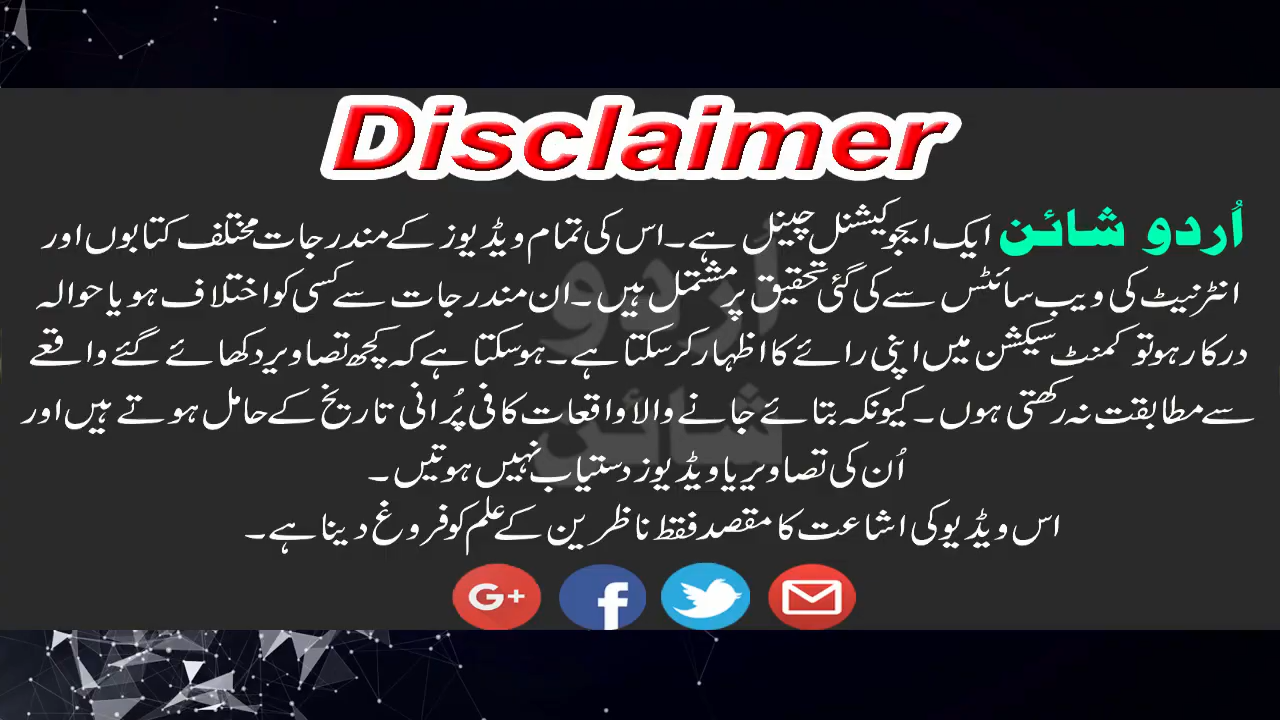 Disclaimer
اُردو شائن ایک ایجوکیشنل چینل ہے۔اس کی تمام ویڈیوز کے مندرجات مختلف کتابوں اور
انٹرنیٹ کی ویب سائٹس سے کی گئی تحقیق پر مشتمل ہیں۔ان مندرجات سے کسی کو اختلاف ہو یا حوالہ
درکار ہو تو کمنٹ سیکشن میں اپنی رائے کا اظہار کر سکتا ہے۔ہوسکتا ہے کہ کچھ تصاویر دکھائے گئے واقعے
سے مطابقت نہ رکھتی ہوں۔کیونکہ بتائے جانے والا واقعات کافی پُرانی تاریخ کے حامل ہوتے ہیں اور
اُن کی تصاویر یا ویڈیوز دستیاب نہیں ہوتیں۔
اس ویڈیو کی اشاعت کا مقصد فقط ناظرین کے علم کو فروغ دینا ہے۔
اُردو
شائن
G+ f